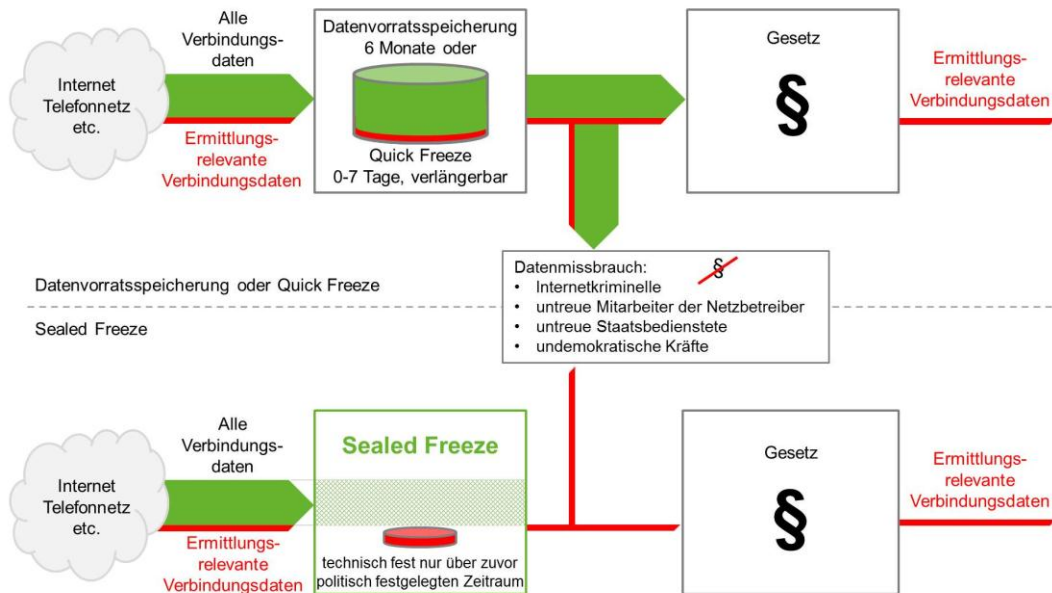 Alle
Verbindungs-
daten
Internet
Telefonnetz
etc.
Ermittlungs-
relevante
Verbindungsdaten
Datenvorratsspeicherung
6 Monate oder
Quick Freeze
0-7 Tage, verlängerbar
Gesetz
§
Ermittlungs-
relevante
Verbindungsdaten
Datenmissbrauch:
§
• Internetkriminelle
• untreue Mitarbeiter der Netzbetreiber
• untreue Staatsbedienstete
• undemokratische Kräfte
Datenvorratsspeicherung oder Quick Freeze
Sealed Freeze
Alle
Verbindungs-
daten
Internet
Telefonnetz
etc.
Ermittlungs-
relevante
Verbindungsdaten
Sealed Freeze
technisch fest nur über zuvor
politisch festgelegten Zeitraum
Gesetz
§
Ermittlungs-
relevante
Verbindungsdaten